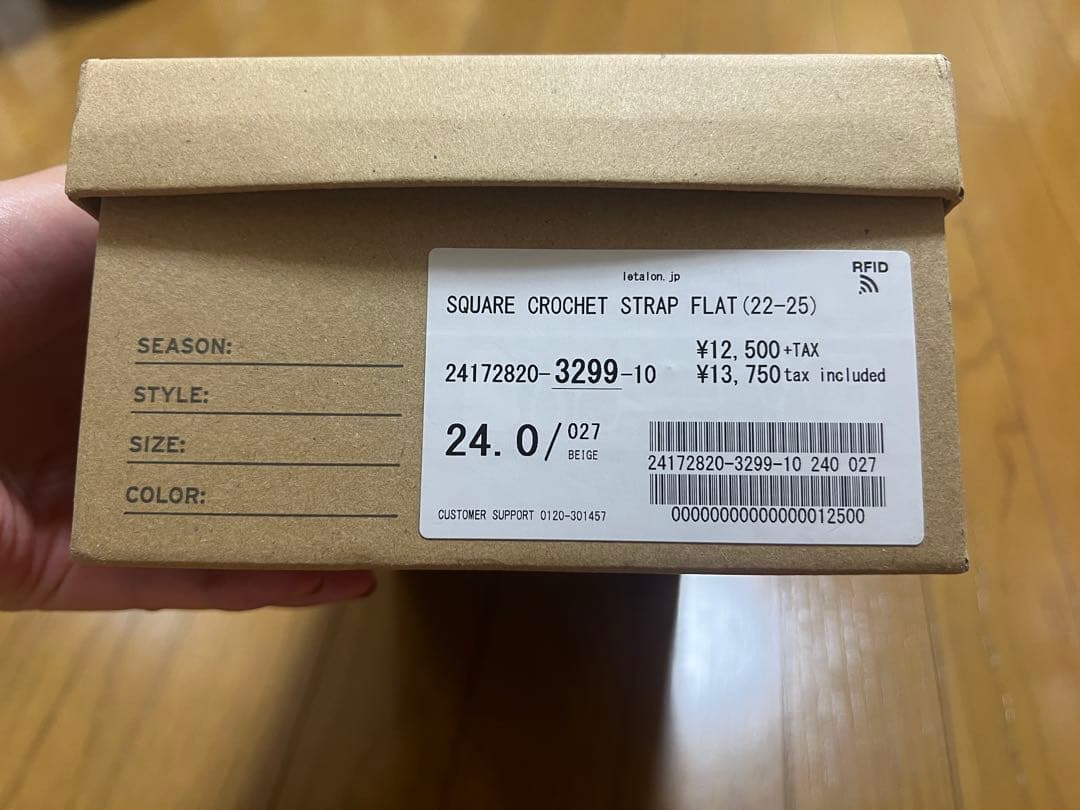 SEASON:
STYLE:
SIZE:
COLOR:
letalon.jp
RFID
SQUARE CROCHET STRAP FLAT(22-25)
24172820-3299-10
¥12,500+TAX
¥13,750 tax included
24.0/027
BEIGE
24172820-3299-10 240 027
00000000000000012500
CUSTOMER SUPPORT 0120-301457